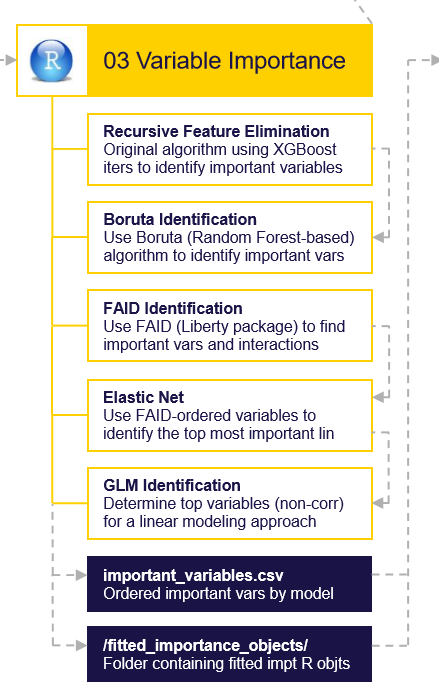 R
03 Variable Importance
Recursive Feature Elimination
Original algorithm using XGBoost
iters to identify important variables
Boruta Identification
Use Boruta (Random Forest-based)
algorithm to identify important vars
FAID Identification
Use FAID (Liberty package) to find
important vars and interactions
Elastic Net
Use FAID-ordered variables to
identify the top most important lin
GLM Identification
Determine top variables (non-corr)
for a linear modeling approach
important_variables.csv
Ordered important vars by model
/fitted_importance_objects/
Folder containing fitted impt R objts